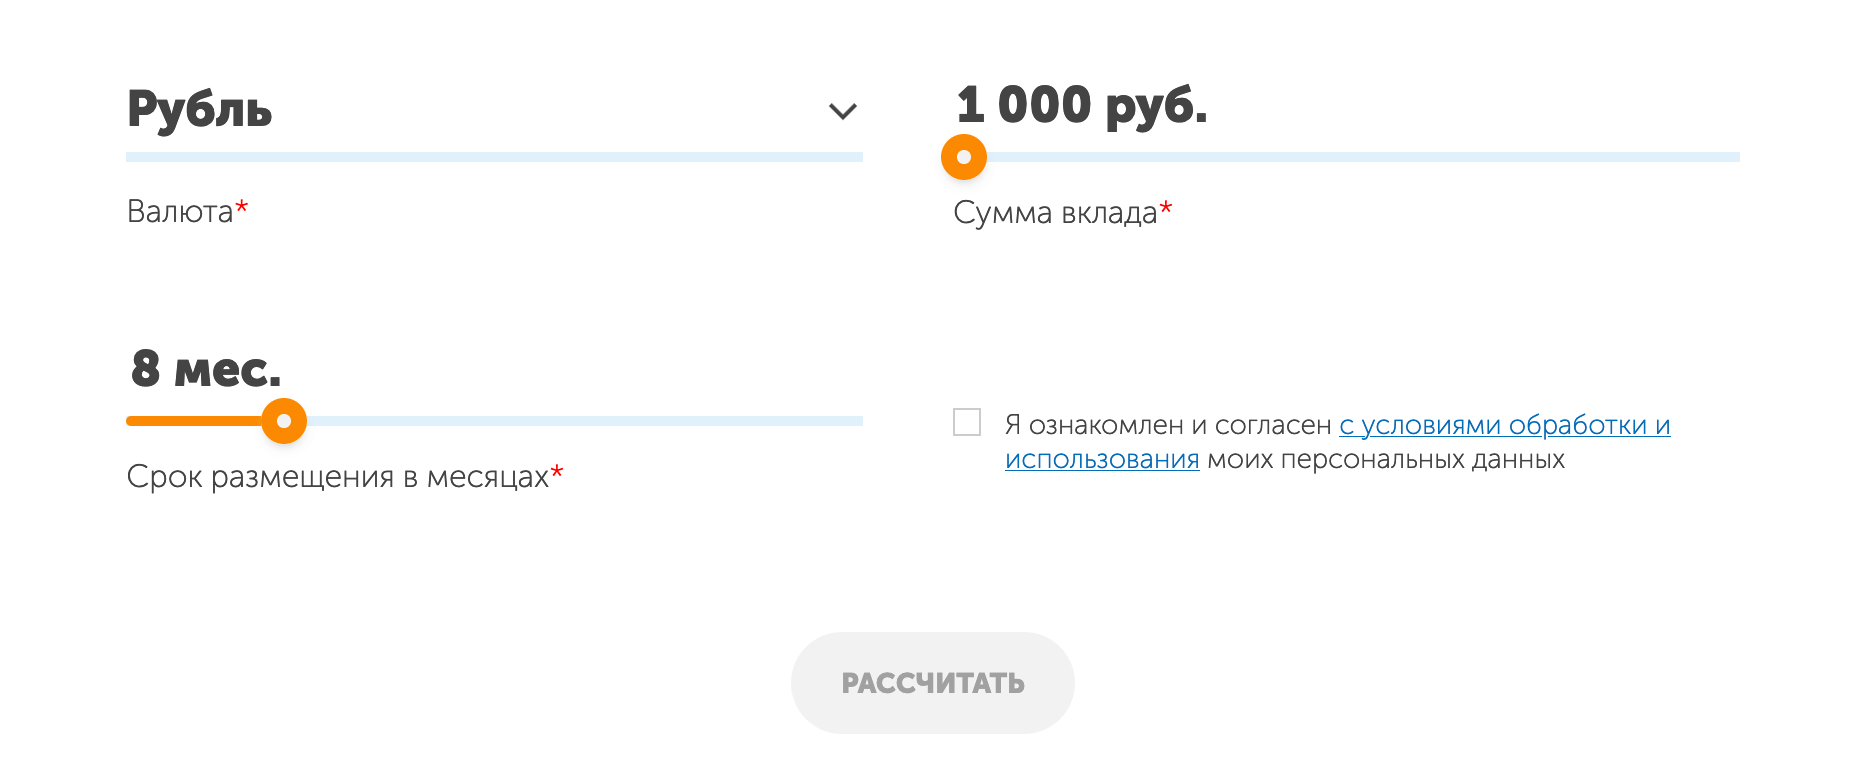 Рубль
Валюта*
1 000 руб.
Сумма вклада*
8 мес.
Срок размещения в месяцах*
Я ознакомлен и согласен с условиями обработки и
использования моих персональных данных
РАССЧИТАТЬ